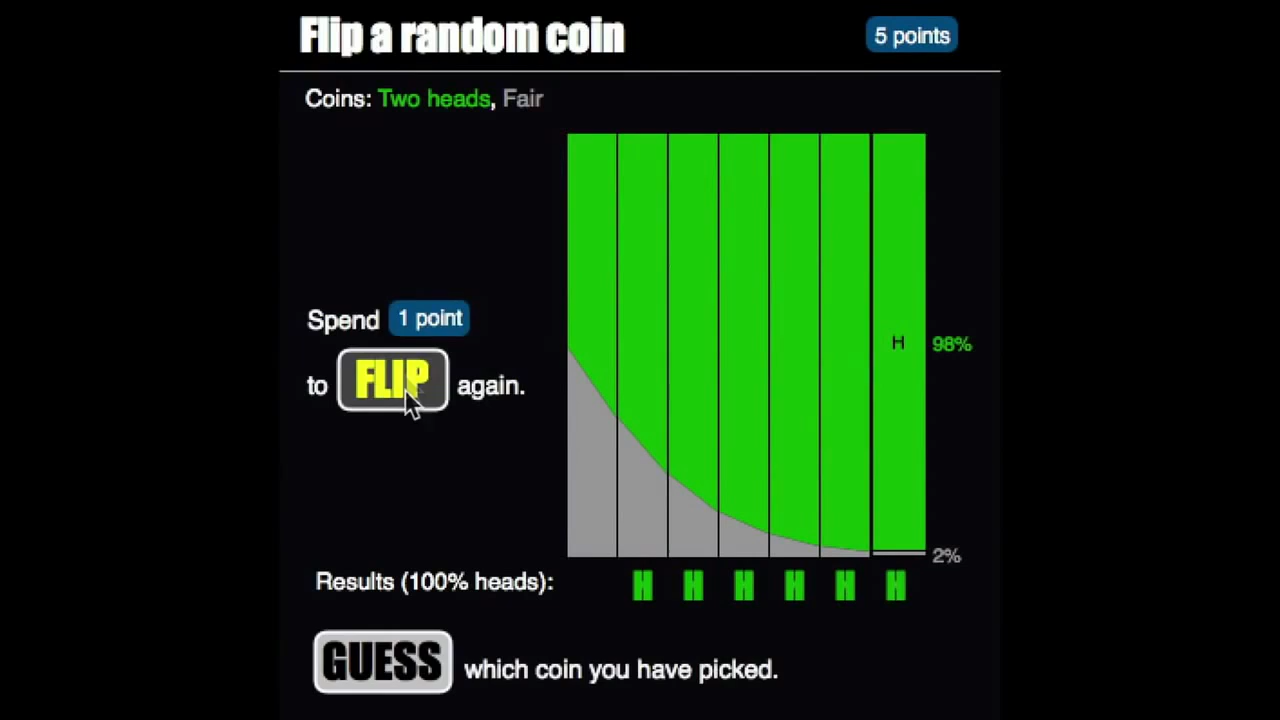 Flip a random coin
5 points
Coins: Two heads, Fair
Spend 1 point
to FLIP again.
H 98%
2%
Results (100% heads): H H H H H H
GUESS which coin you have picked.